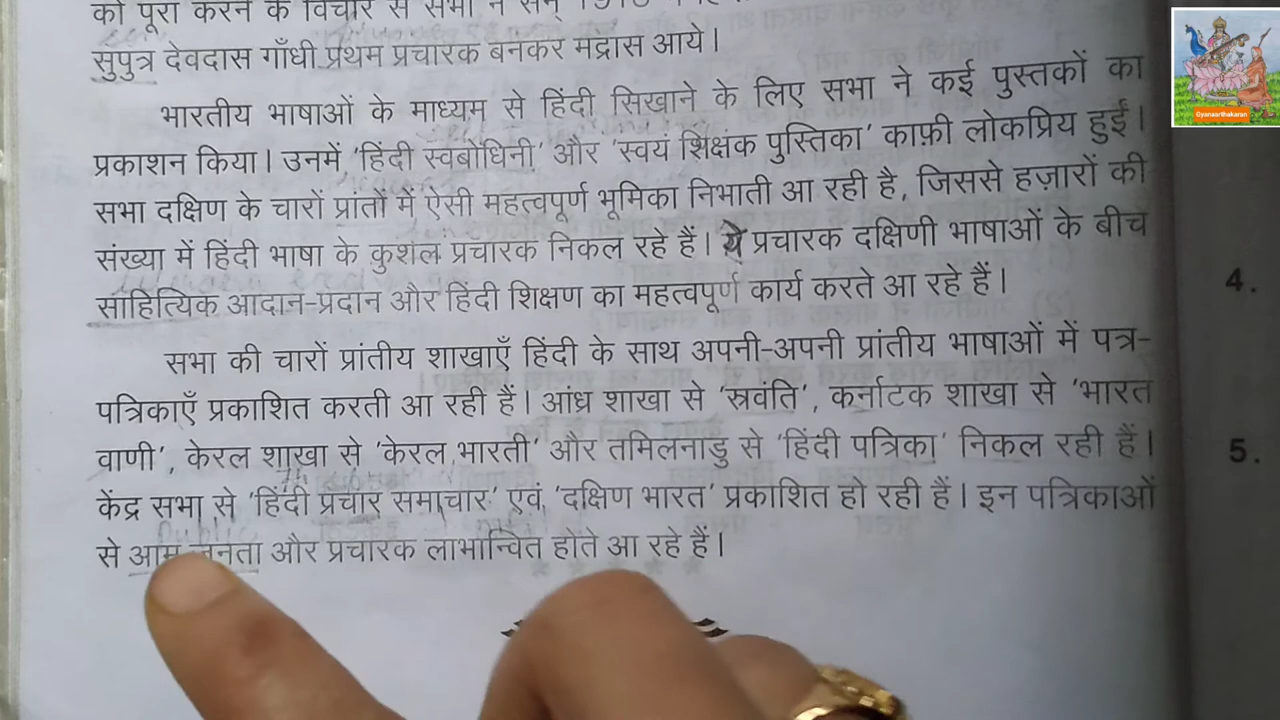 को पूरा करने के विचार से सभा ने सन्
सुपुत्र देवदास गाँधी प्रथम प्रचारक बनकर मद्रास आये।
भारतीय भाषाओं के माध्यम से हिंदी सिखाने के लिए सभा ने कई पुस्तकों का
प्रकाशन किया। उनमें 'हिंदी स्वबोधिनी' और 'स्वयं शिक्षक पुस्तिका' काफ़ी लोकप्रिय हुईं।
सभा दक्षिण के चारों प्रांतों में ऐसी महत्वपूर्ण भूमिका निभाती आ रही है, जिससे हज़ारों की
संख्या में हिंदी भाषा के कुशल प्रचारक निकल रहे हैं। ये प्रचारक दक्षिणी भाषाओं के बीच
साहित्यिक आदान-प्रदान और हिंदी शिक्षण का महत्वपूर्ण कार्य करते आ रहे हैं।
सभा की चारों प्रांतीय शाखाएँ हिंदी के साथ अपनी-अपनी प्रांतीय भाषाओं में पत्र-
पत्रिकाएँ प्रकाशित करती आ रही हैं। आंध्र शाखा से 'स्रवंति', कर्नाटक शाखा से 'भारत
वाणी', केरल शाखा से 'केरल भारती' और तमिलनाडु से 'हिंदी पत्रिका' निकल रही हैं।
केंद्र सभा से 'हिंदी प्रचार समाचार' एवं 'दक्षिण भारत' प्रकाशित हो रही हैं। इन पत्रिकाओं
से आम जनता और प्रचारक लाभान्वित होते आ रहे हैं।
4.
5.
Gyanaarthakaran